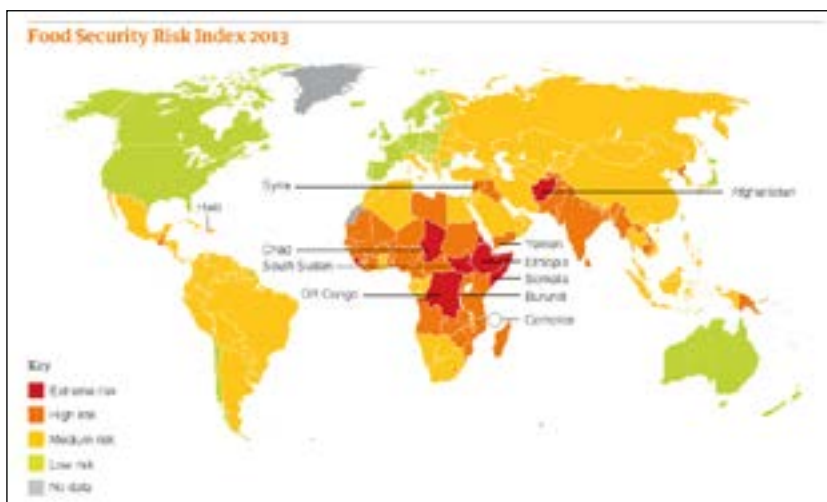 Food Security Risk Index 2013
Syria
Afghanistan
Haiti
Chad
Yemen
South Sudan
Ethiopia
Somalia
DR Congo
Burundi
Comoros
Key
Extreme risk
High risk
Medium risk
Low risk
No data